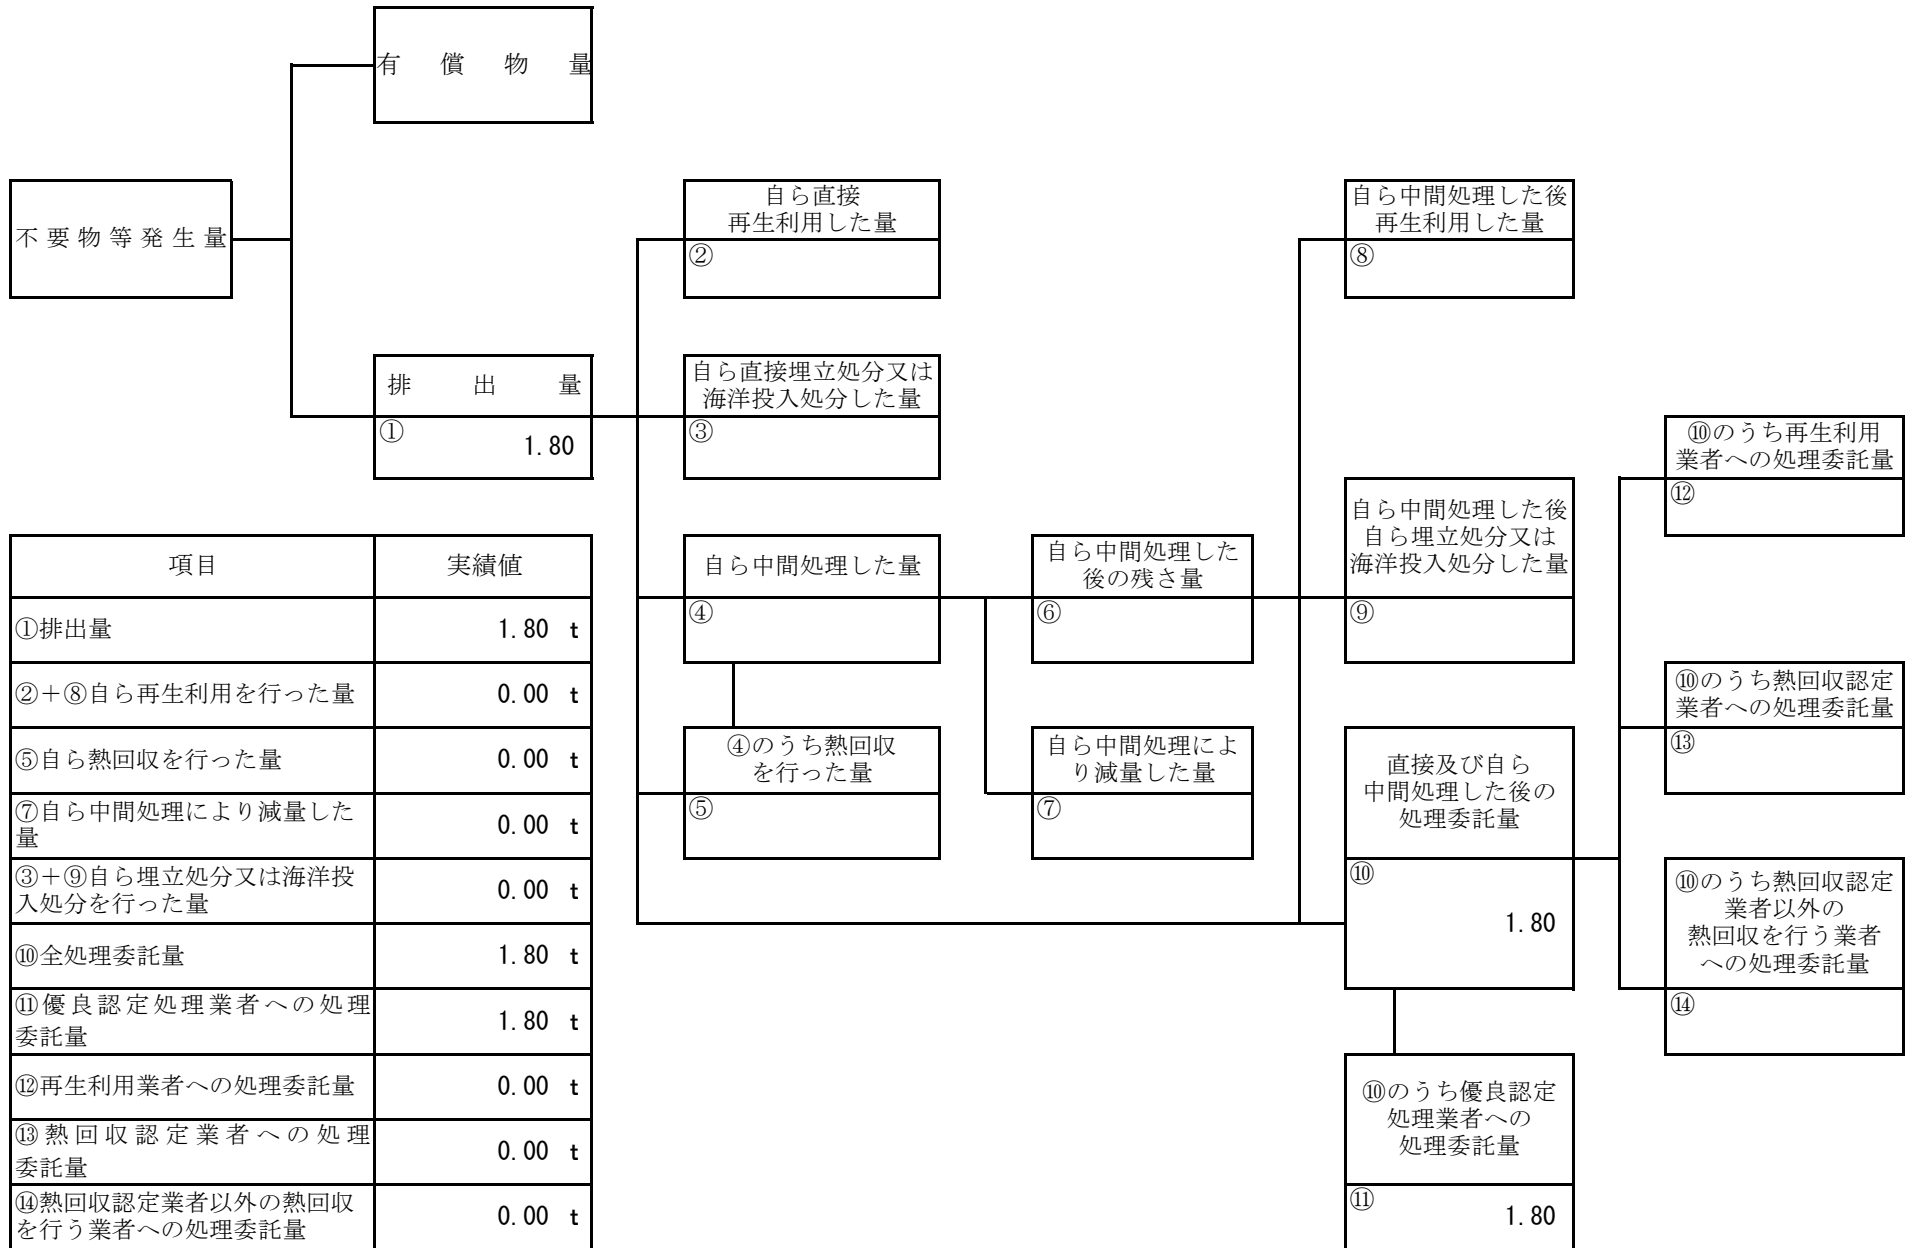 有償物量
不要物等発生量
自ら直接
再生利用した量
②
自ら中間処理した後
再生利用した量
⑧
排出量
①
1.80
自ら直接埋立処分又は
海洋投入処分した量
③
⑩のうち再生利用
業者への処理委託量
⑫
自ら中間処理した後
自ら埋立処分又は
海洋投入処分した量
⑨
自ら中間処理した量
④
自ら中間処理した
後の残さ量
⑥
④のうち熱回収
を行った量
⑤
自ら中間処理によ
り減量した量
⑦
⑩のうち熱回収認定
業者への処理委託量
⑬
直接及び自ら
中間処理した後の
処理委託量
⑩
1.80
⑩のうち熱回収認定
業者以外の
熱回収を行う業者
への処理委託量
⑭
⑩のうち優良認定
処理業者への
処理委託量
⑪
1.80
項目 実績値
①排出量 1.80 t
②＋⑧自ら再生利用を行った量 0.00 t
⑤自ら熱回収を行った量 0.00 t
⑦自ら中間処理により減量した
量 0.00 t
③＋⑨自ら埋立処分又は海洋投
入処分を行った量 0.00 t
⑩全処理委託量 1.80 t
⑪優良認定処理業者への処理
委託量 1.80 t
⑫再生利用業者への処理委託量 0.00 t
⑬熱回収認定業者への処理
委託量 0.00 t
⑭熱回収認定業者以外の熱回収
を行う業者への処理委託量 0.00 t